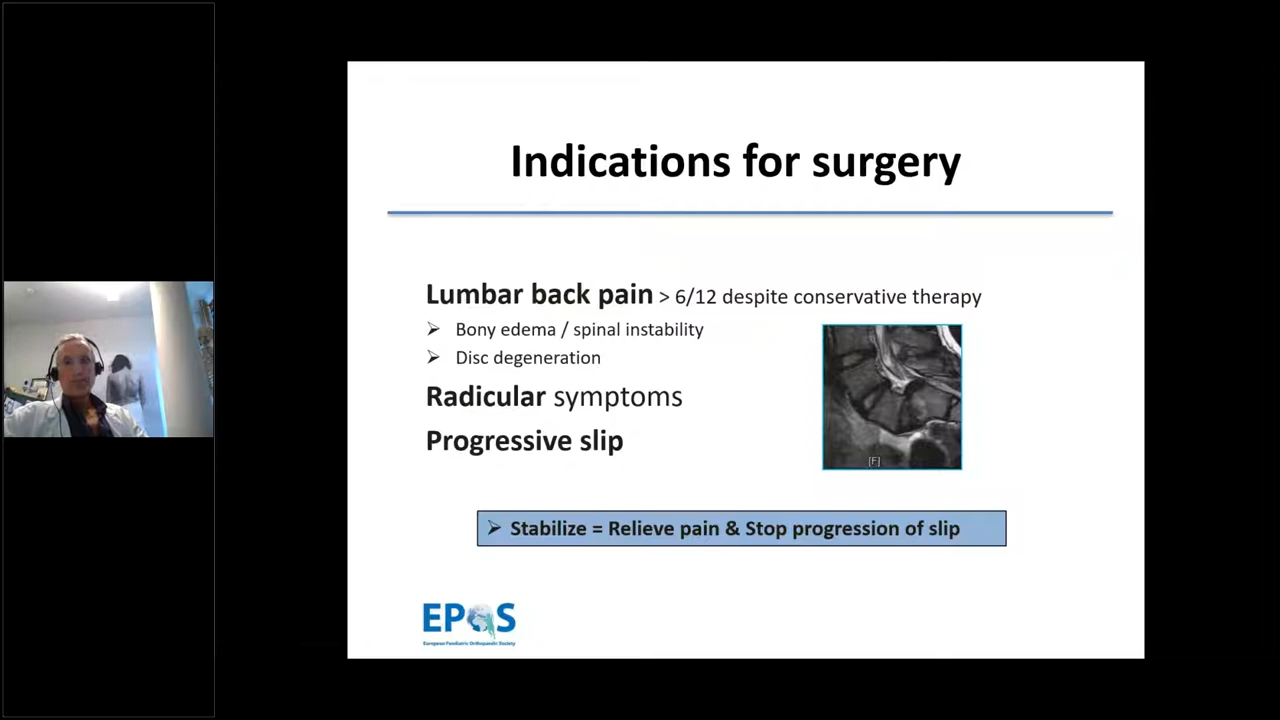 Indications for surgery
Lumbar back pain > 6/12 despite conservative therapy
➢ Bony edema / spinal instability
➢ Disc degeneration
Radicular symptoms
Progressive slip
[F]
➢ Stabilize = Relieve pain & Stop progression of slip
EPOS
European Paediatric Orthopaedic Society